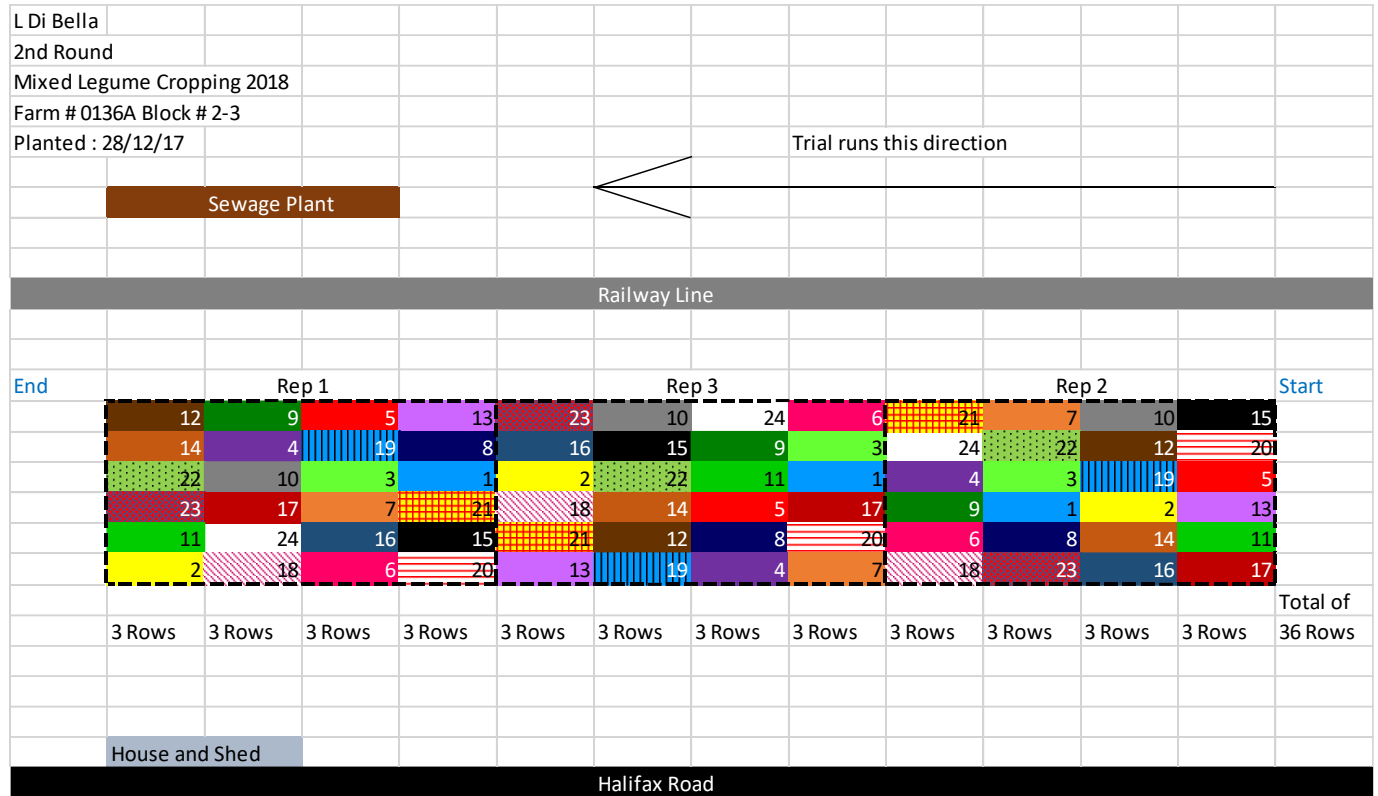 L Di Bella
2nd Round
Mixed Legume Cropping 2018
Farm # 0136A Block # 2-3
Planted : 28/12/17 Trial runs this direction
Sewage Plant
Railway Line
End Rep 1 Rep 3 Rep 2 Start
12 9 5 13 23 10 24 6 21 7 10 15
14 4 19 8 16 15 9 3 24 22 12 20
22 10 3 1 2 22 11 1 4 3 19 5
23 17 7 21 18 14 5 17 9 1 2 13
11 24 16 15 21 12 8 20 6 8 14 11
2 18 6 20 13 19 4 7 18 23 16 17
Total of
3 Rows 3 Rows 3 Rows 3 Rows 3 Rows 3 Rows 3 Rows 3 Rows 3 Rows 3 Rows 3 Rows 3 Rows 36 Rows
House and Shed
Halifax Road